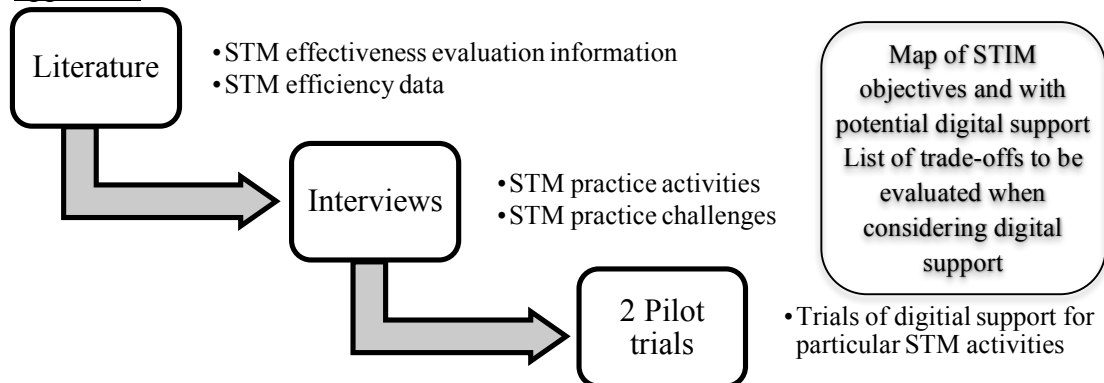 Literature
•STM effectiveness evaluation information
•STM efficiency data
Interviews
•STM practice activities
•STM practice challenges
2 Pilot
trials
•Trials of digitial support for
particular STM activities
Map of STIM
objectives and with
potential digital support
List of trade-offs to be
evaluated when
considering digital
support